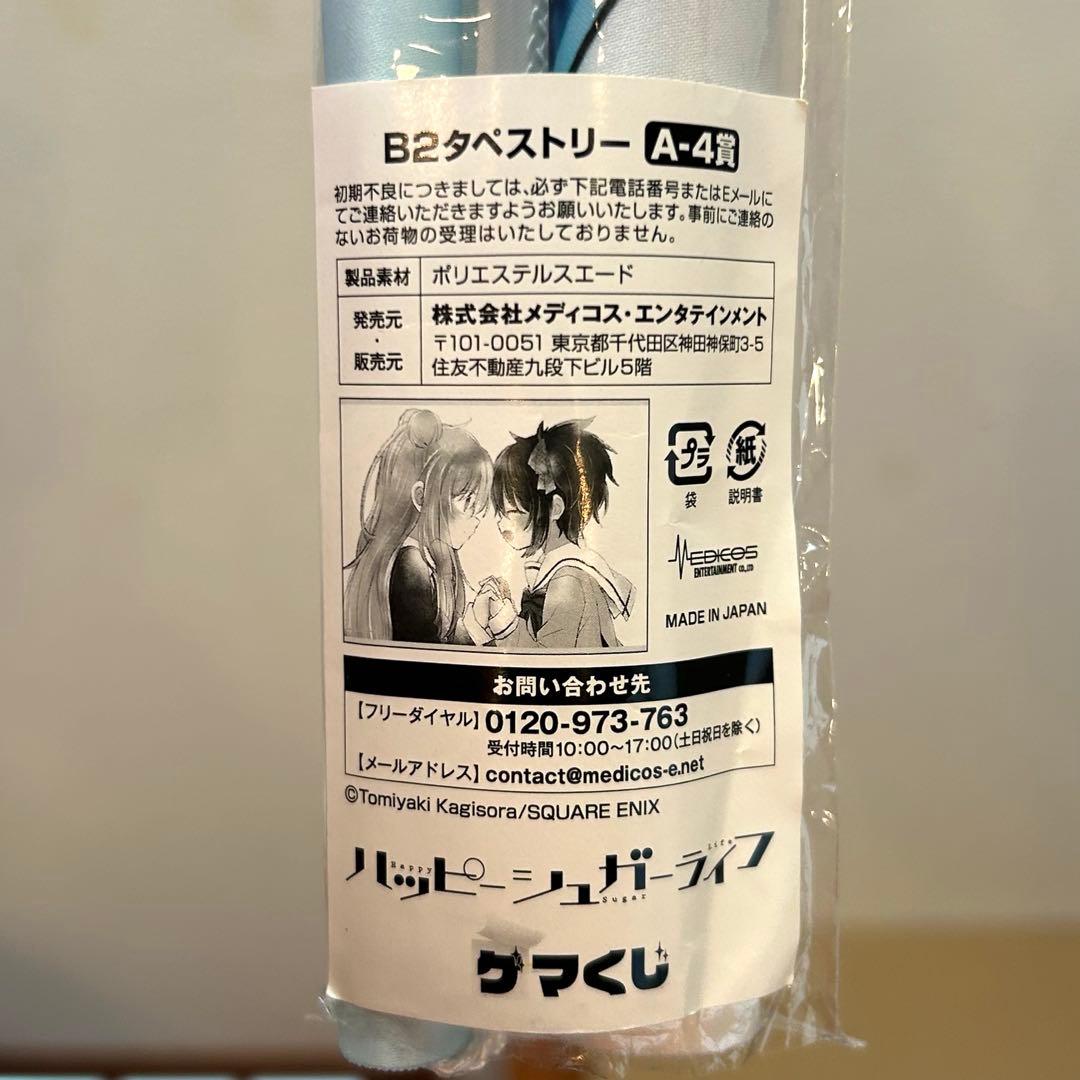 B2タペストリー A-4賞
初期不良につきましては、必ず下記電話番号またはEメールに
てご連絡いただきますようお願いいたします。事前にご連絡の
ないお荷物の受理はいたしておりません。
製品素材 ポリエステルスエード
発売元・販売元 株式会社メディコス・エンタテインメント
〒101-0051 東京都千代田区神田神保町3-5
住友不動産九段下ビル5階
プラ 紙
袋 説明書
MEDICOS
ENTERTAINMENT CO.,LTD
MADE IN JAPAN
お問い合わせ先
【フリーダイヤル】0120-973-763
受付時間10:00〜17:00(土日祝日を除く)
【メールアドレス】contact@medicos-e.net
©Tomiyaki Kagisora/SQUARE ENIX
ハッピーシュガーライフ
Happy Sugar Life
ゲマくじ